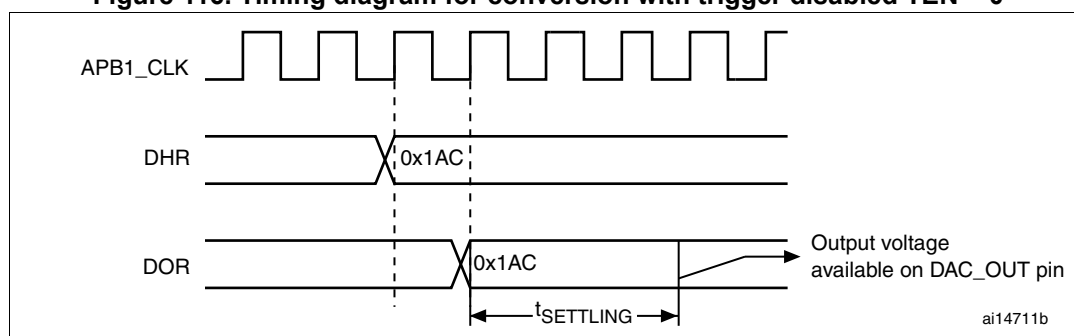 Figure Timing diagram for conversion with trigger disabled TEN = 0
APB1_CLK
DHR
0x1AC
DOR
0x1AC
Output voltage
available on DAC_OUT pin
tSETTLING
ai14711b